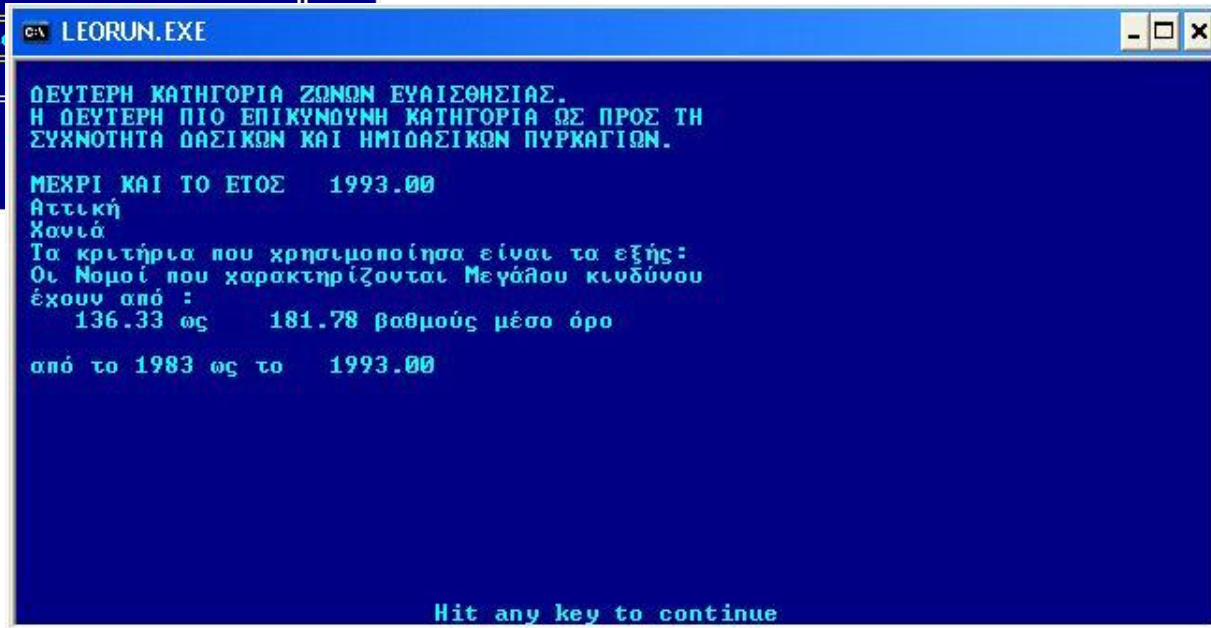 LEORUN.EXE
ΔΕΥΤΕΡΗ ΚΑΤΗΓΟΡΙΑ ΖΩΝΩΝ ΕΥΑΙΣΘΗΣΙΑΣ.
Η ΔΕΥΤΕΡΗ ΠΙΟ ΕΠΙΚΥΝΔΥΝΗ ΚΑΤΗΓΟΡΙΑ ΩΣ ΠΡΟΣ ΤΗ
ΣΥΧΝΟΤΗΤΑ ΔΑΣΙΚΩΝ ΚΑΙ ΗΜΙΔΑΣΙΚΩΝ ΠΥΡΚΑΓΙΩΝ.
ΜΕΧΡΙ ΚΑΙ ΤΟ ΕΤΟΣ 1993.00
Αττική
Χανιά
Τα κριτήρια που χρησιμοποίησα είναι τα εξής:
Οι Νομοί που χαρακτηρίζονται Μεγάλου κινδύνου
έχουν από :
136.33 ως 181.78 βαθμούς μέσο όρο
από το 1983 ως το 1993.00
Hit any key to continue